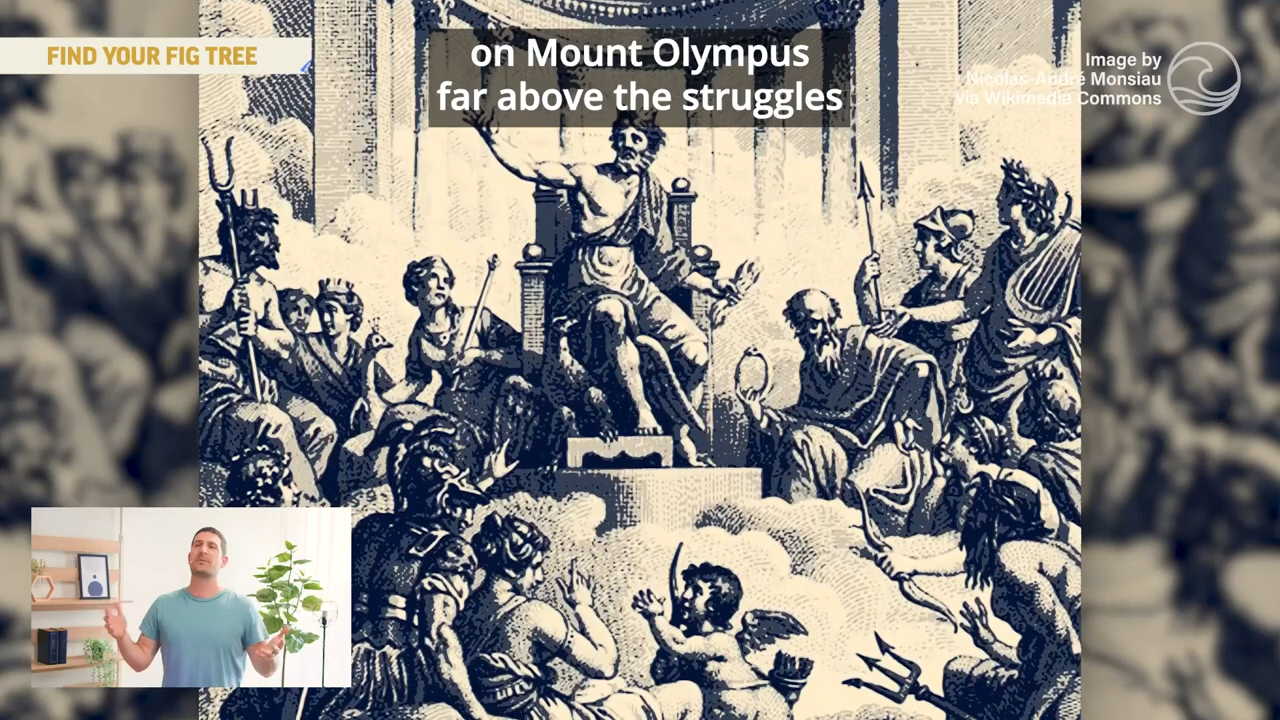 FIND YOUR FIG TREE
on Mount Olympus
far above the struggles
Image by
Nicolas-André Monsiau
via Wikimedia Commons